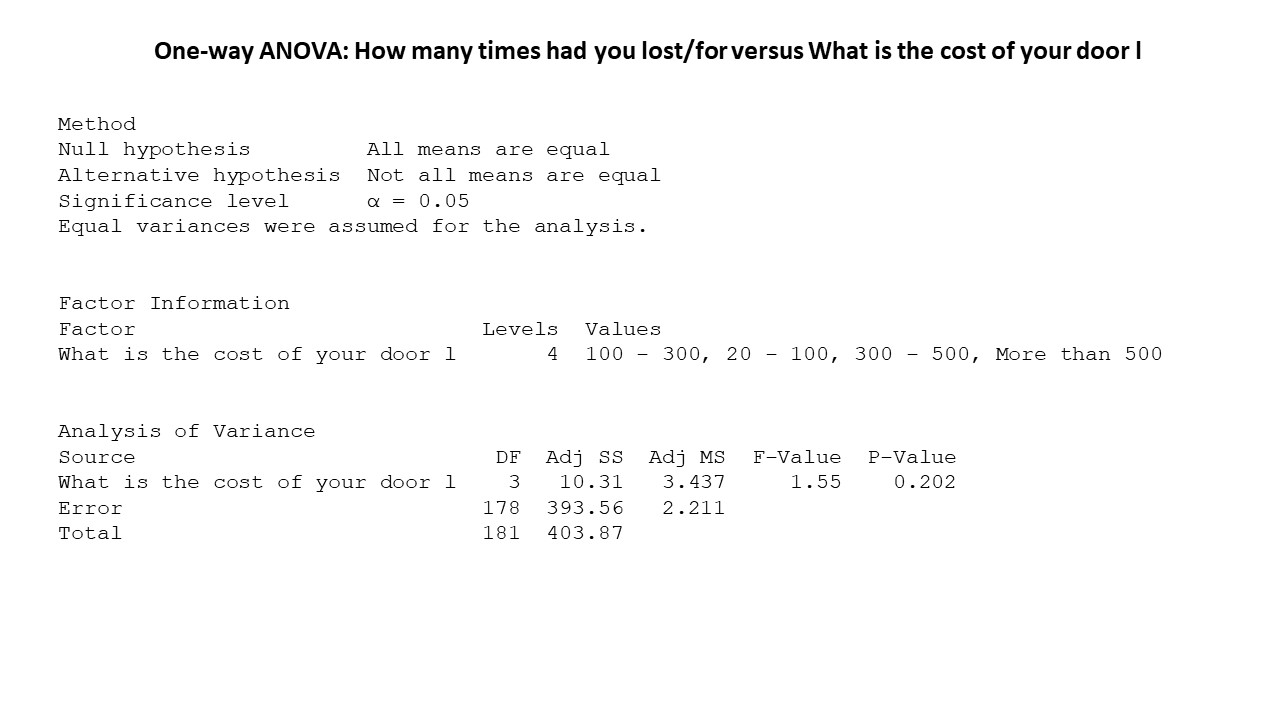 One-way ANOVA: How many times had you lost/for versus What is the cost of your door l
Method
Null hypothesis All means are equal
Alternative hypothesis Not all means are equal
Significance level α = 0.05
Equal variances were assumed for the analysis.
Factor Information
Factor Levels Values
What is the cost of your door l 4 100 – 300, 20 – 100, 300 – 500, More than 500
Analysis of Variance
Source DF Adj SS Adj MS F–Value P–Value
What is the cost of your door l 3 10.31 3.437 1.55 0.202
Error 178 393.56 2.211
Total 181 403.87